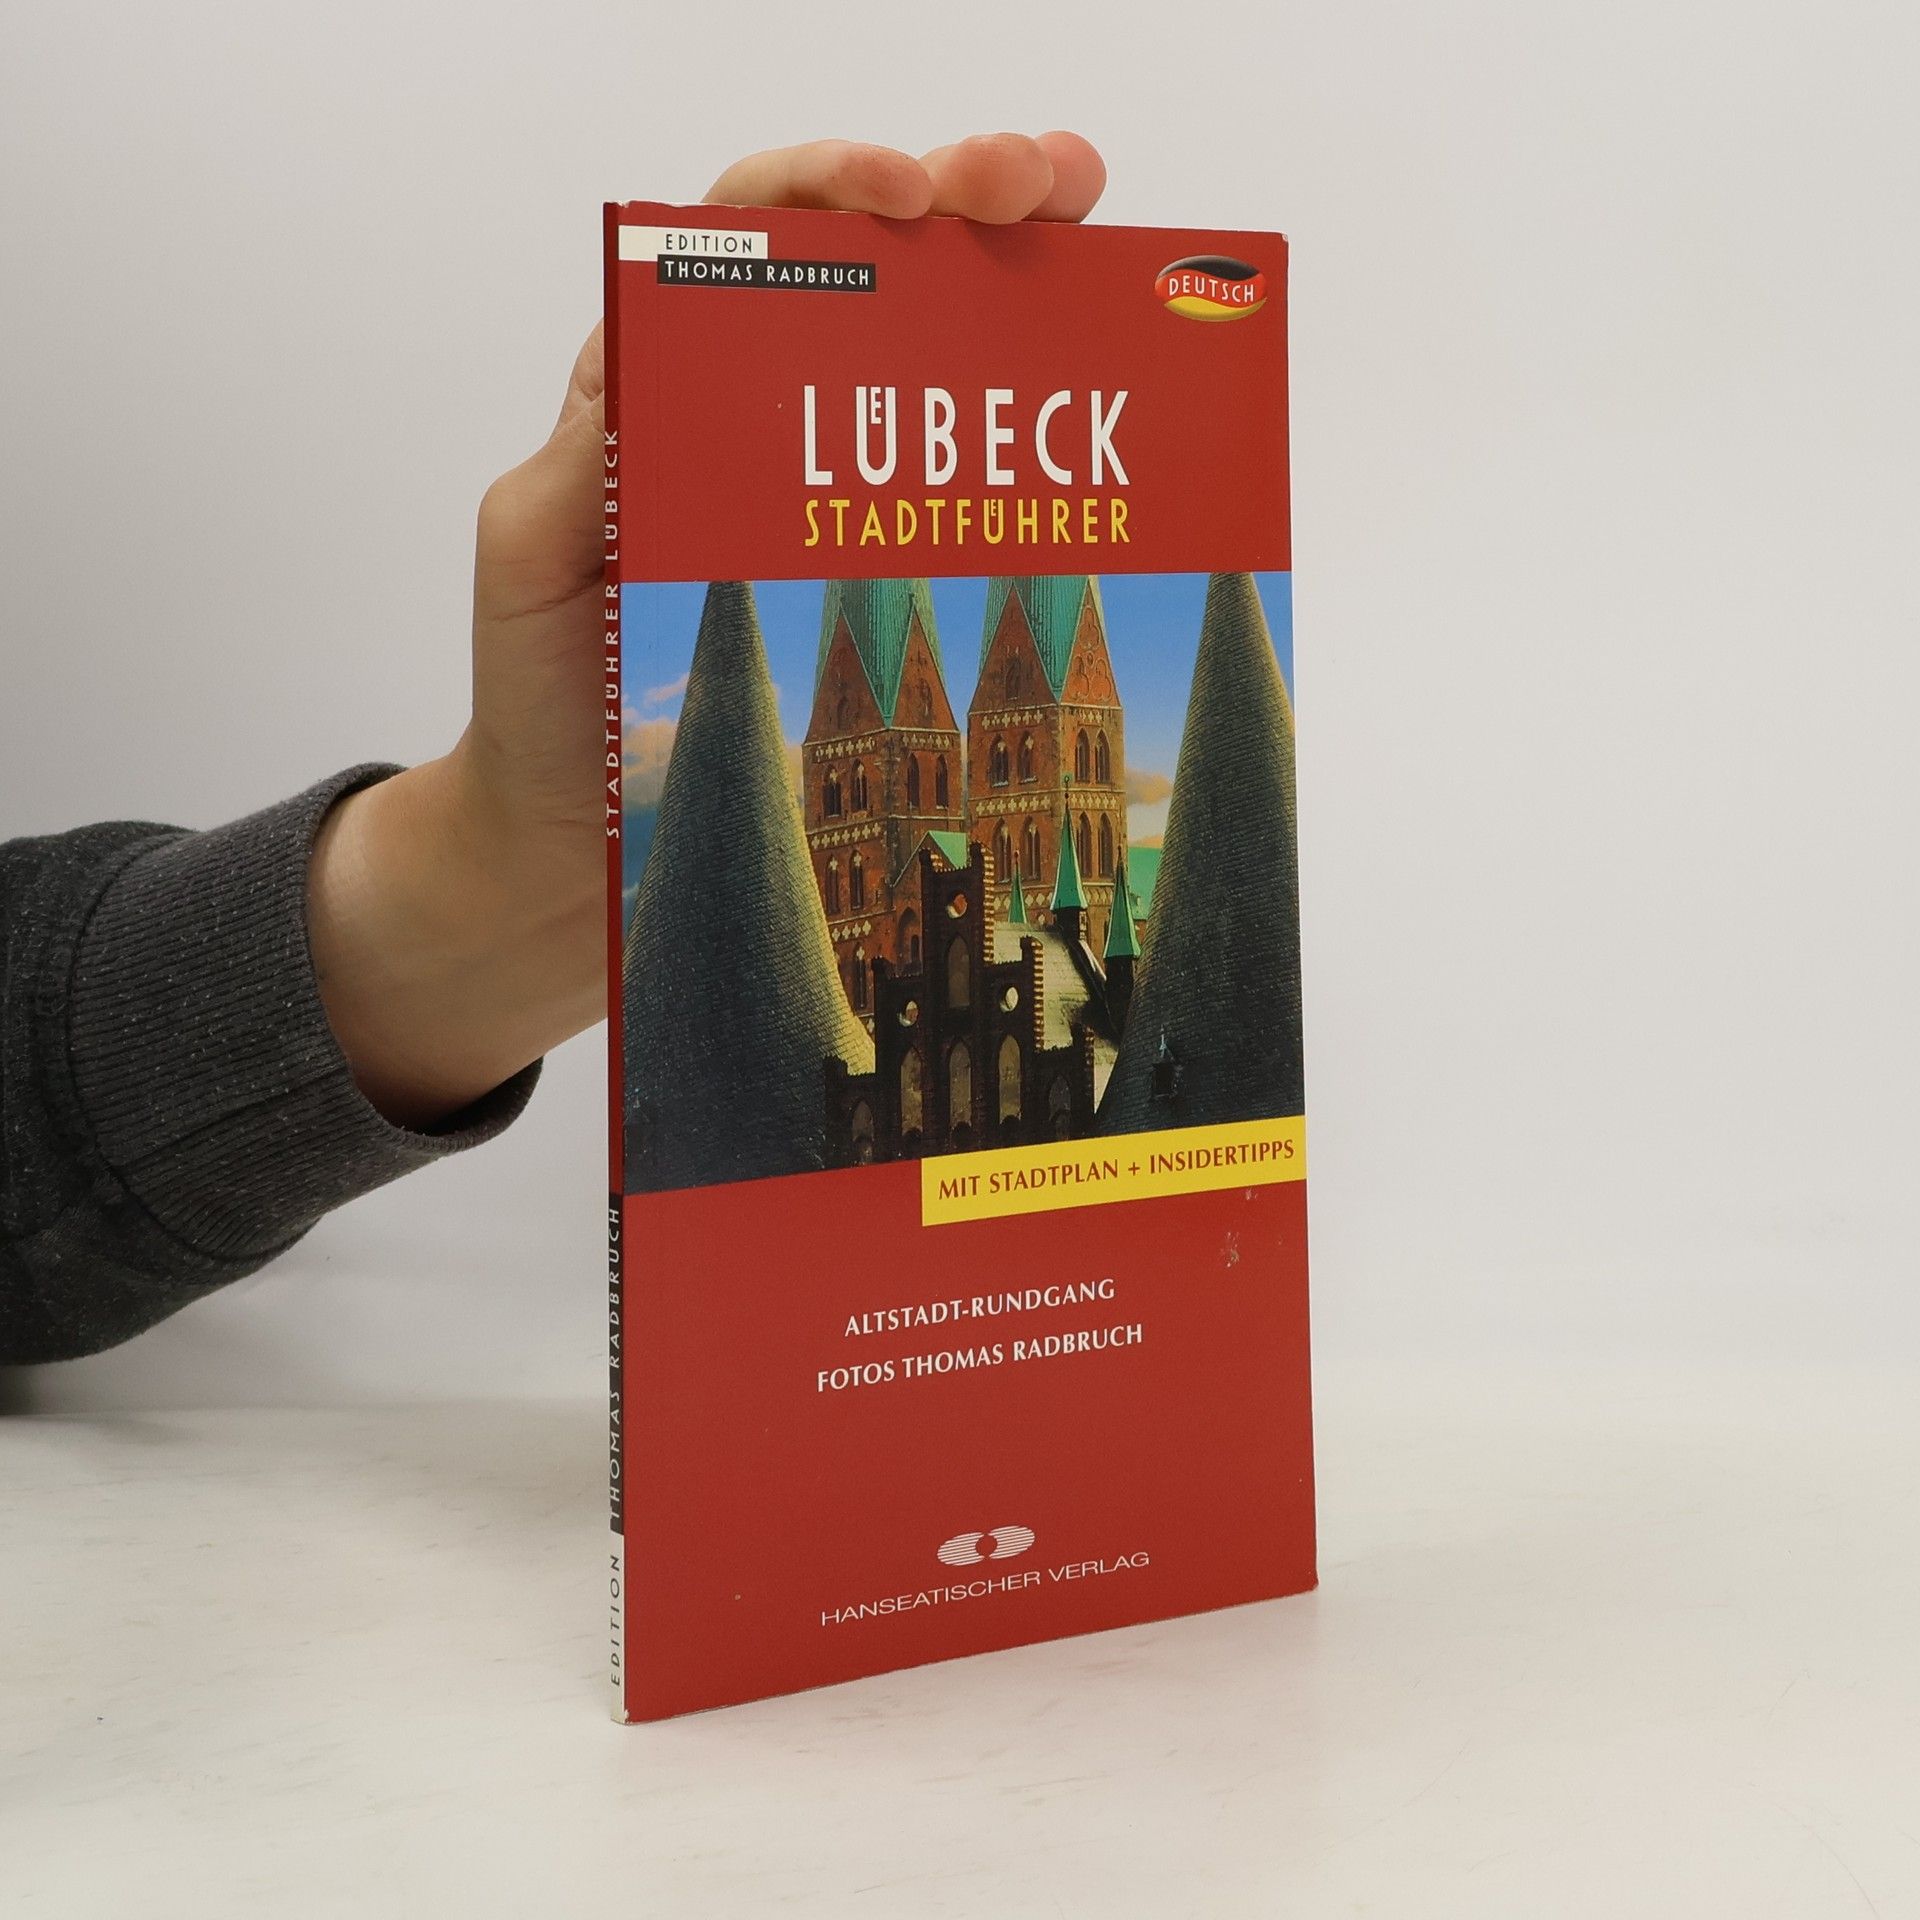 EDITION
THOMAS RADBRUCH
DEUTSCH
LÜBECK
STADTFÜHRER
MIT STADTPLAN + INSIDERTIPPS
ALTSTADT-RUNDGANG
FOTOS THOMAS RADBRUCH
HANSEATISCHER VERLAG
EDITION THOMAS RADBRUCH STADTFÜHRER LÜBECK